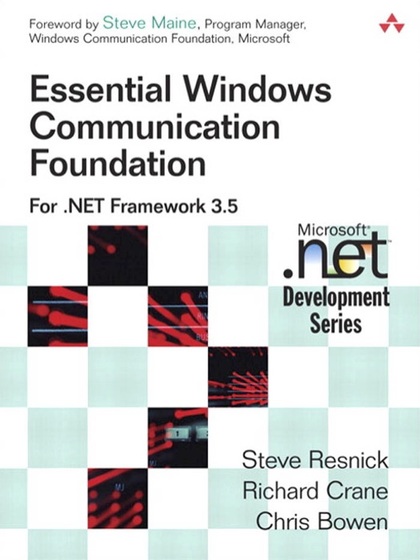 Foreword by Steve Maine, Program Manager,
Windows Communication Foundation, Microsoft
Essential Windows
Communication
Foundation
For .NET Framework 3.5
Microsoft®
.net™
Development
Series
Steve Resnick
Richard Crane
Chris Bowen